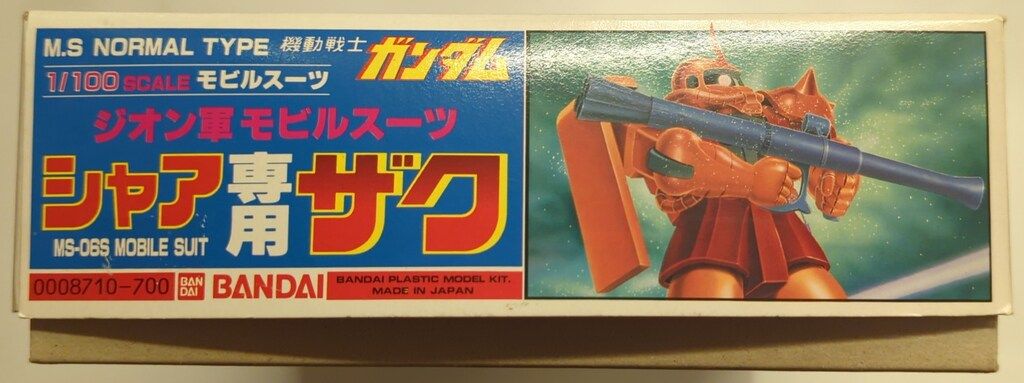 M.S NORMAL TYPE 機動戦士 ガンダム
1/100 SCALE モビルスーツ
ジオン軍 モビルスーツ
シャア専用ザク
MS-06S MOBILE SUIT
0008710-700 BAN DAI BANDAI BANDAI PLASTIC MODEL KIT. MADE IN JAPAN